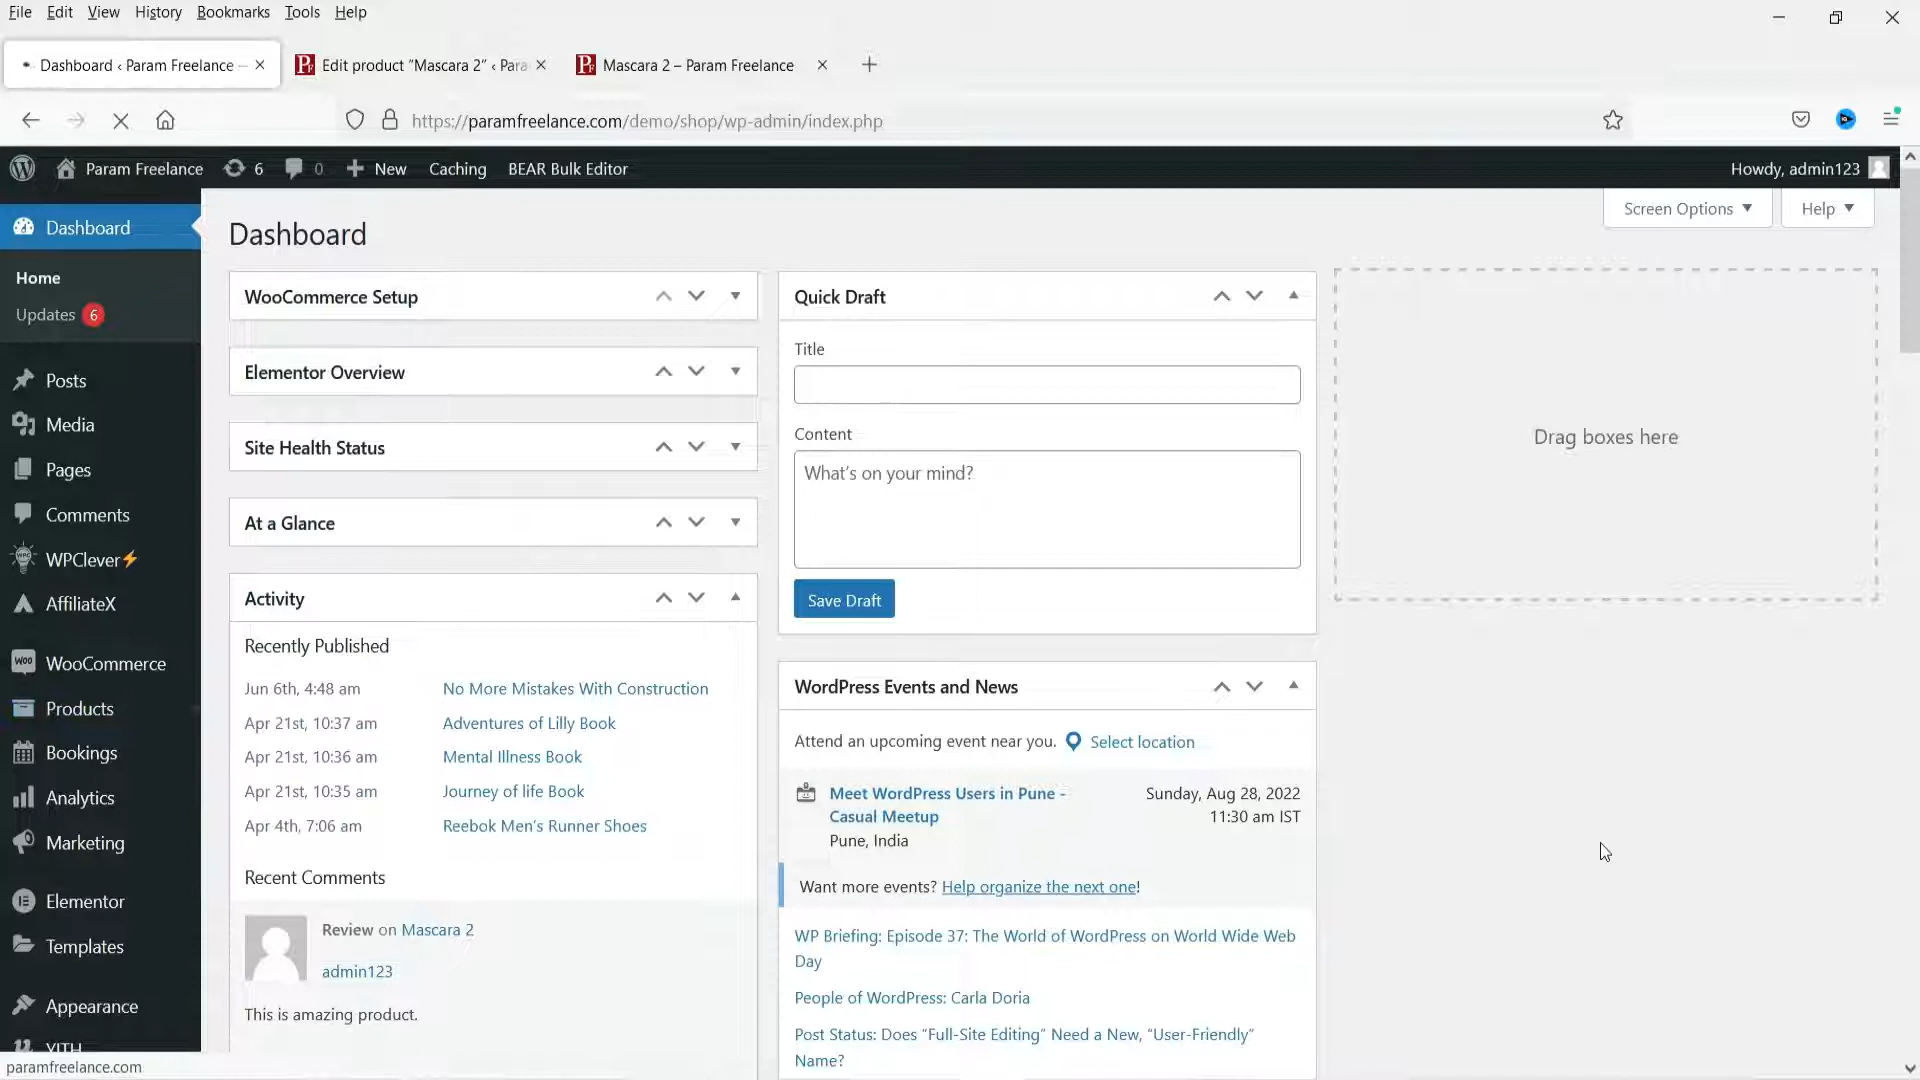 File Edit View History Bookmarks Tools Help
Dashboard ‹ Param Freelance —
Edit product “Mascara 2” ‹ Para
Mascara 2 – Param Freelance
https://paramfreelance.com/demo/shop/wp-admin/index.php
Param Freelance 6 0 New Caching BEAR Bulk Editor Howdy, admin123
Screen Options Help
Dashboard
Home
Updates 6
Posts
Media
Pages
Comments
WPClever⚡
AffiliateX
WooCommerce
Products
Bookings
Analytics
Marketing
Elementor
Templates
Appearance
YITH
Dashboard
WooCommerce Setup
Elementor Overview
Site Health Status
At a Glance
Activity
Recently Published
Jun 6th, 4:48 am No More Mistakes With Construction
Apr 21st, 10:37 am Adventures of Lilly Book
Apr 21st, 10:36 am Mental Illness Book
Apr 21st, 10:35 am Journey of life Book
Apr 4th, 7:06 am Reebok Men’s Runner Shoes
Recent Comments
Review on Mascara 2
admin123
This is amazing product.
Quick Draft
Title
Content
What’s on your mind?
Save Draft
WordPress Events and News
Attend an upcoming event near you. Select location
Meet WordPress Users in Pune - Sunday, Aug 28, 2022
Casual Meetup 11:30 am IST
Pune, India
Want more events? Help organize the next one!
WP Briefing: Episode 37: The World of WordPress on World Wide Web
Day
People of WordPress: Carla Doria
Post Status: Does “Full-Site Editing” Need a New, “User-Friendly”
Name?
Drag boxes here
paramfreelance.com